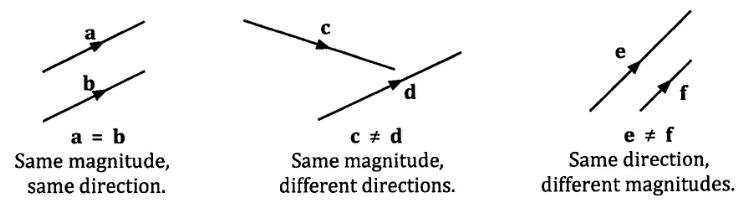 a
b
a = b
Same magnitude,
same direction.
c
d
c ≠ d
Same magnitude,
different directions.
e
f
e ≠ f
Same direction,
different magnitudes.